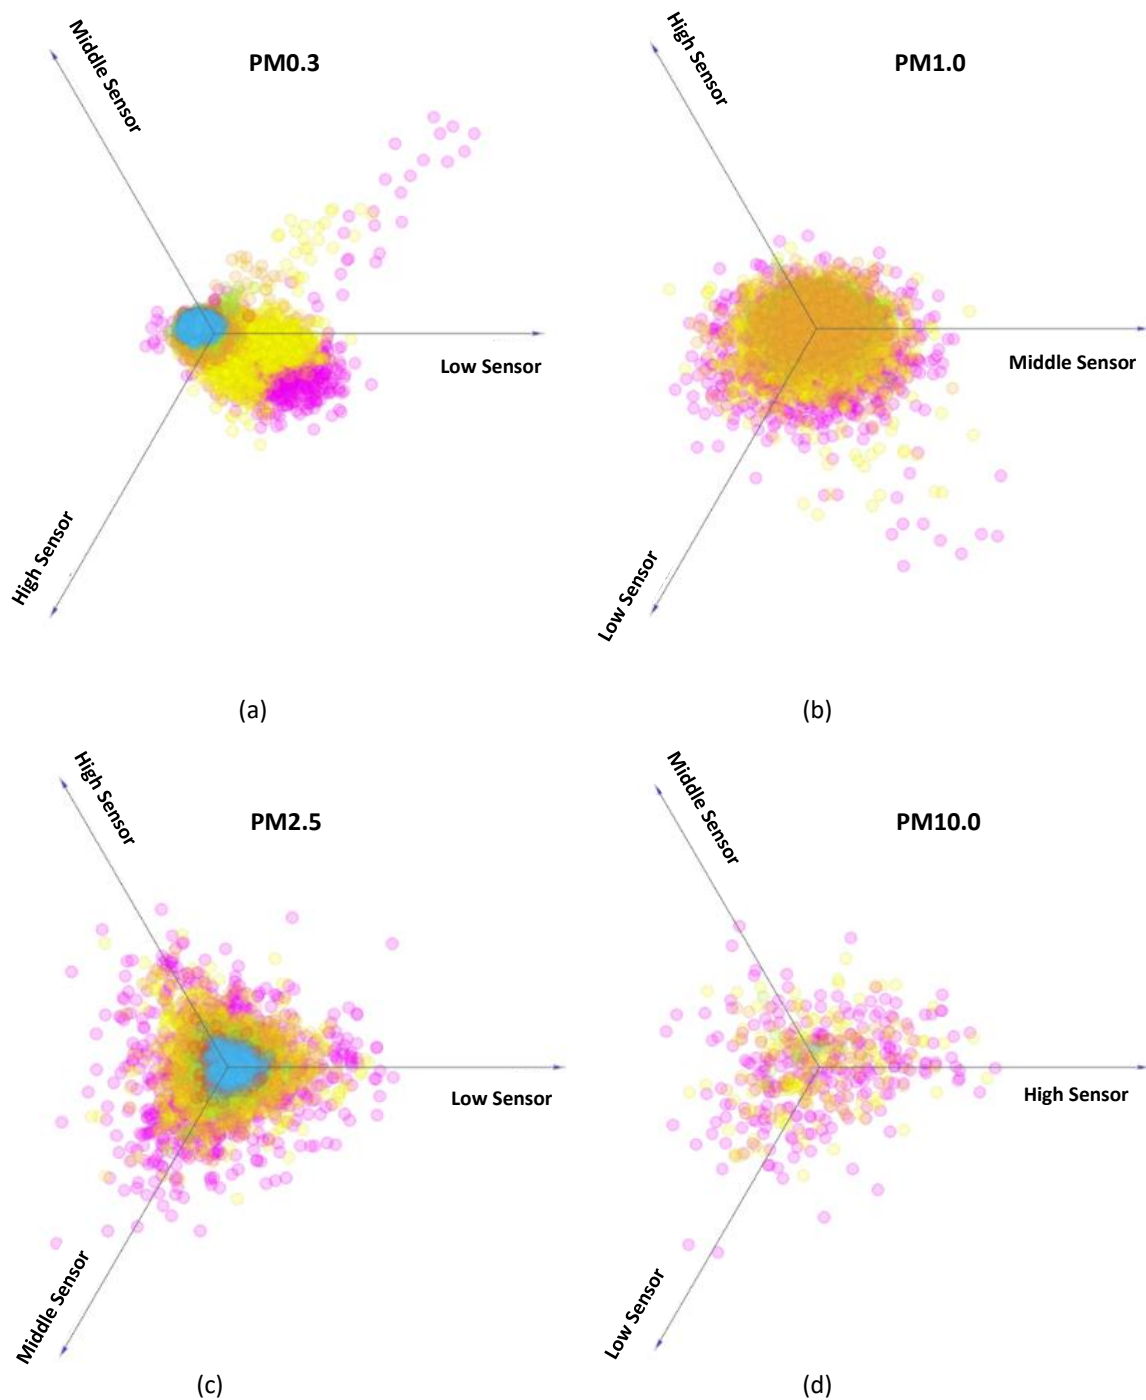 Middle Sensor
PM0.3
Low Sensor
High Sensor
(a)
High Sensor
PM1.0
Middle Sensor
Low Sensor
(b)
High Sensor
PM2.5
Low Sensor
Middle Sensor
(c)
Middle Sensor
PM10.0
High Sensor
Low Sensor
(d)